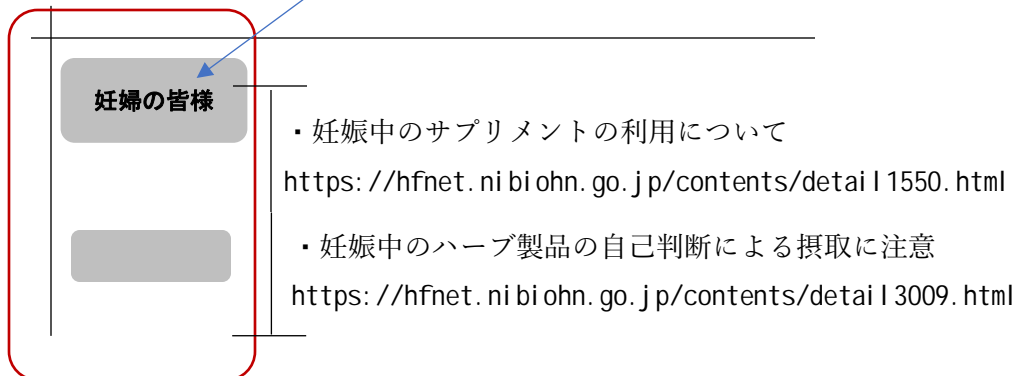 妊婦の皆様
・妊娠中のサプリメントの利用について
https://hfnet.nibiohn.go.jp/contents/detail1550.html
・妊娠中のハーブ製品の自己判断による摂取に注意
https://hfnet.nibiohn.go.jp/contents/detail3009.html